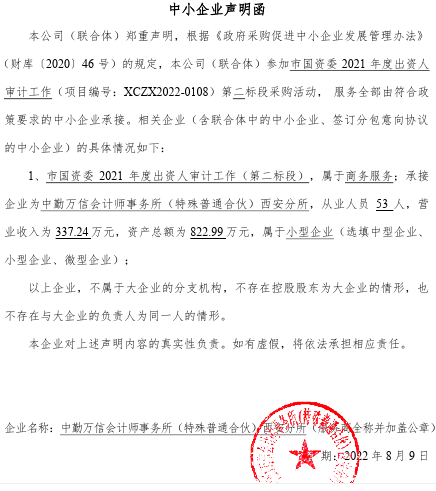 中小企业声明函
本公司（联合体）郑重声明，根据《政府采购促进中小企业发展管理办法》
（财库〔2020〕46 号）的规定，本公司（联合体）参加市国资委 2021 年度出资人
审计工作（项目编号：XCZX2022-0108）第二标段采购活动， 服务全部由符合政
策要求的中小企业承接。相关企业（含联合体中的中小企业、签订分包意向协议
的中小企业）的具体情况如下：
1、市国资委 2021 年度出资人审计工作（第二标段），属于商务服务；承接
企业为中勤万信会计师事务所（特殊普通合伙）西安分所，从业人员 53 人，营
业收入为 337.24 万元，资产总额为 822.99 万元，属于小型企业（选填中型企业、
小型企业、微型企业）；
以上企业，不属于大企业的分支机构，不存在控股股东为大企业的情形，也
不存在与大企业的负责人为同一人的情形。
本企业对上述声明内容的真实性负责。如有虚假，将依法承担相应责任。
企业名称：中勤万信会计师事务所（特殊普通合伙）西安分所（供应商全称并加盖公章）
期：2022 年 8 月 9 日